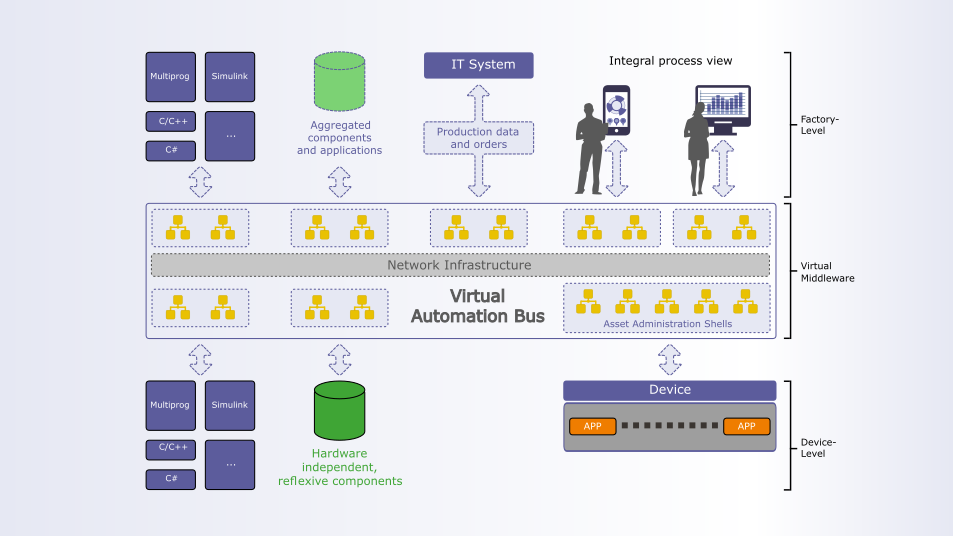 Multiprog
Simulink
C/C++
...
C#
Aggregated
components
and applications
IT System
Production data
and orders
Integral process view
Factory-
Level
Network Infrastructure
Virtual
Automation Bus
Asset Administration Shells
Virtual
Middleware
Multiprog
Simulink
C/C++
...
C#
Hardware
independent,
reflexive components
Device
APP
APP
Device-
Level